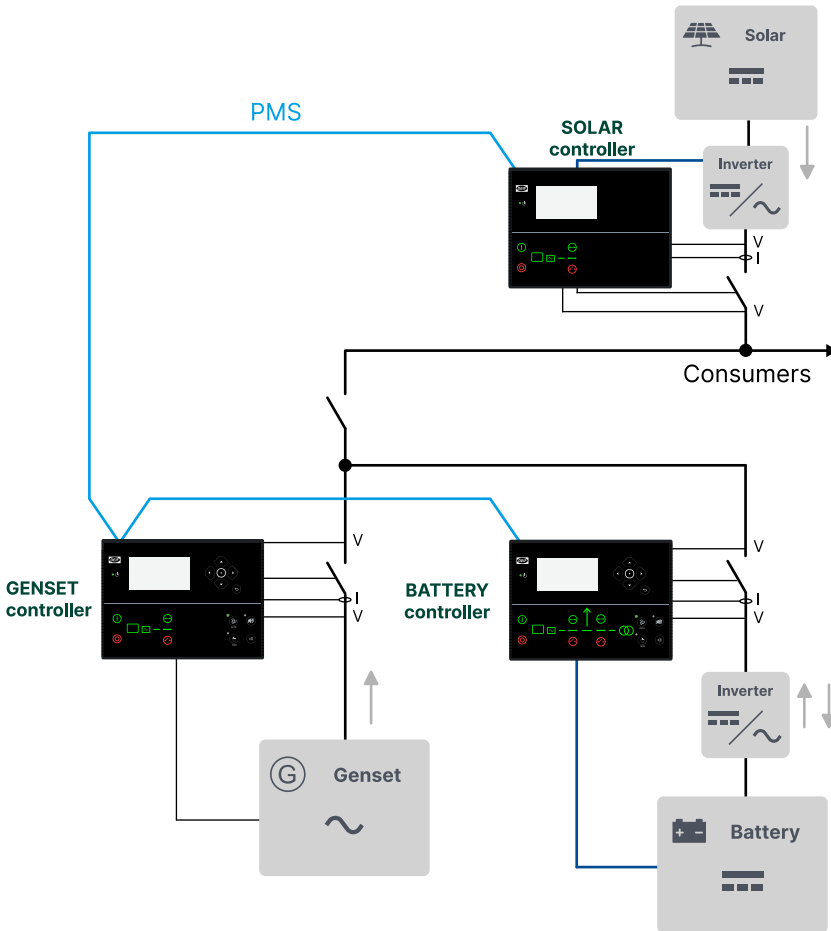 Solar
PMS
SOLAR
controller
Inverter
V
I
V
Consumers
V
I
V
GENSET
controller
V
I
V
BATTERY
controller
Inverter
G
Genset
Battery